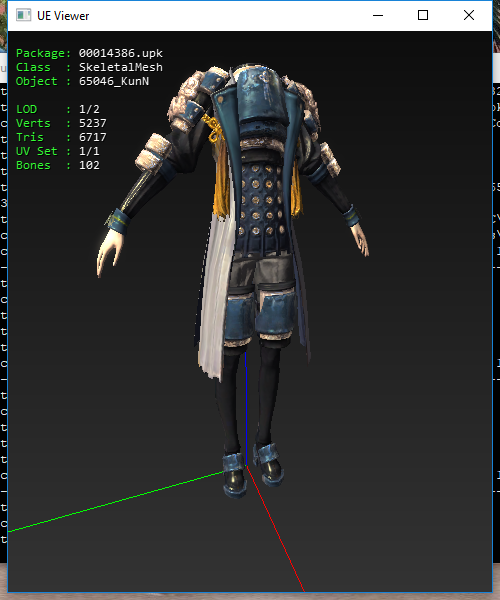 UE Viewer
Package: 00014386.upk
Class : SkeletalMesh
Object : 65046_KunN
LOD : 1/2
Verts : 5237
Tris : 6717
UV Set : 1/1
Bones : 102